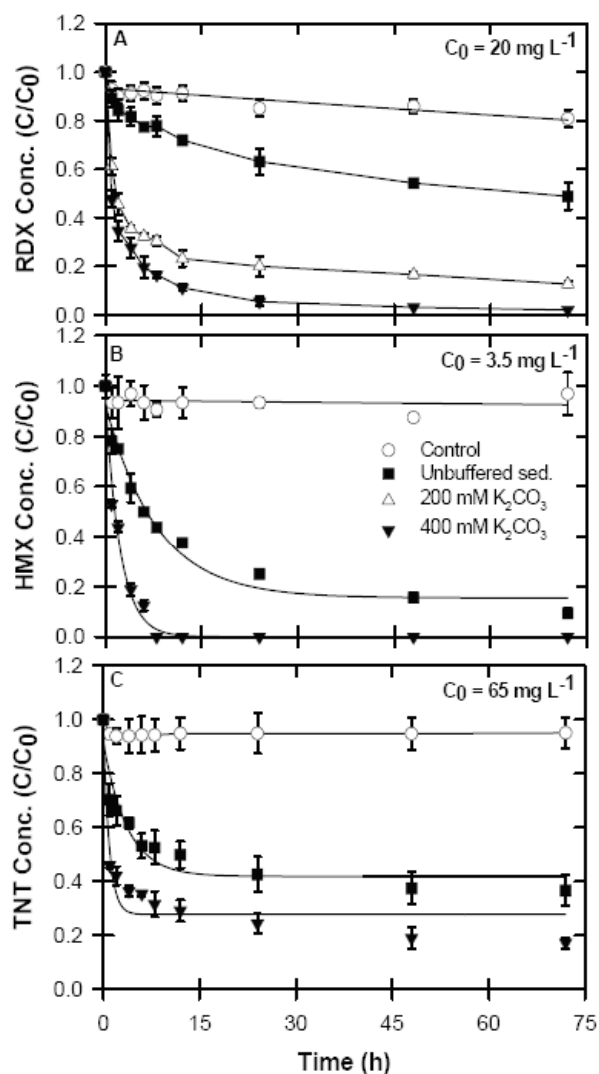 A
C0 = 20 mg L-1
RDX Conc. (C/C0)
1.2
1.0
0.8
0.6
0.4
0.2
0.0
B
C0 = 3.5 mg L-1
HMX Conc. (C/C0)
1.2
1.0
0.8
0.6
0.4
0.2
0.0
Control
Unbuffered sed.
200 mM K2CO3
400 mM K2CO3
C
C0 = 65 mg L-1
TNT Conc. (C/C0)
1.2
1.0
0.8
0.6
0.4
0.2
0.0
0 15 30 45 60 75
Time (h)